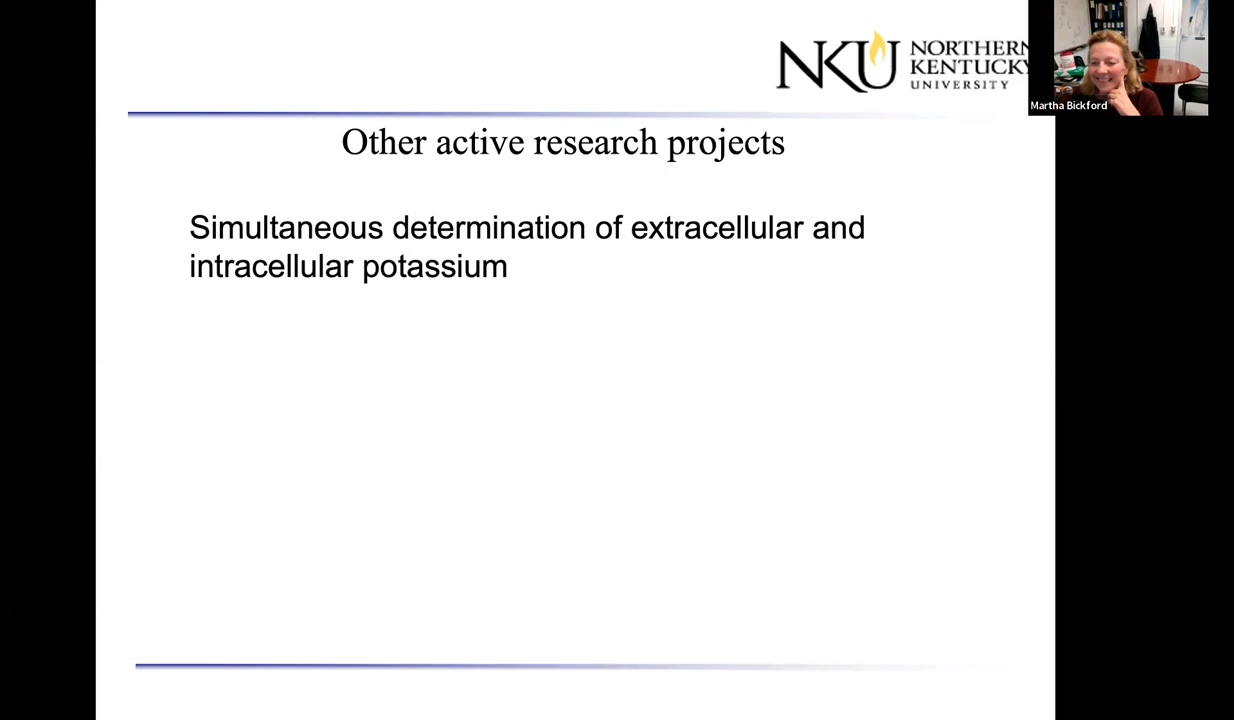 NKU NORTHERN
KENTUCKY
UNIVERSITY
Martha Bickford
Other active research projects
Simultaneous determination of extracellular and
intracellular potassium